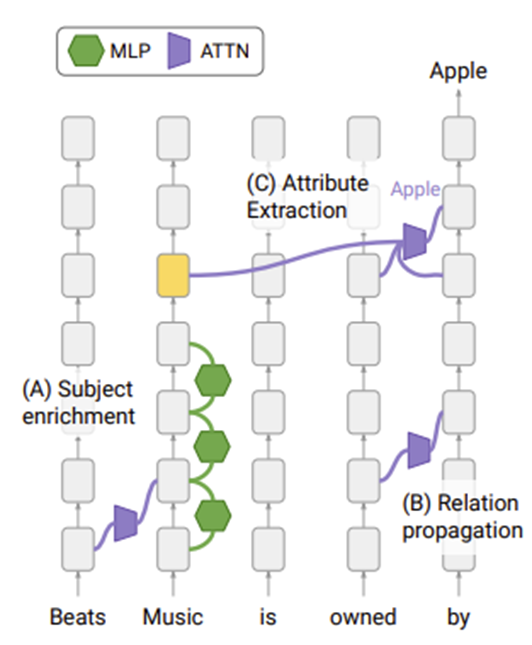 MLP ATTN
Apple
(C) Attribute
Extraction
Apple
(A) Subject
enrichment
(B) Relation
propagation
Beats Music is owned by